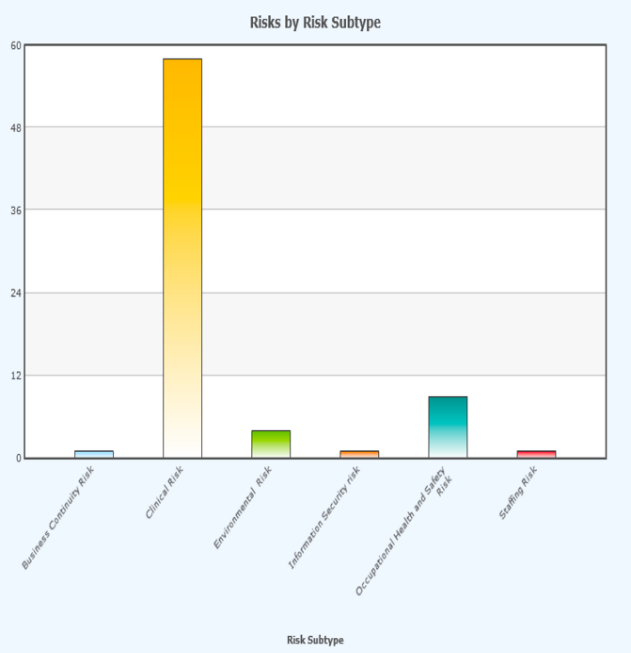 Risks by Risk Subtype
60
48
36
24
12
0
Business Continuity Risk
Clinical Risk
Environmental Risk
Information Security risk
Occupational Health and Safety
Risk
Staffing Risk
Risk Subtype